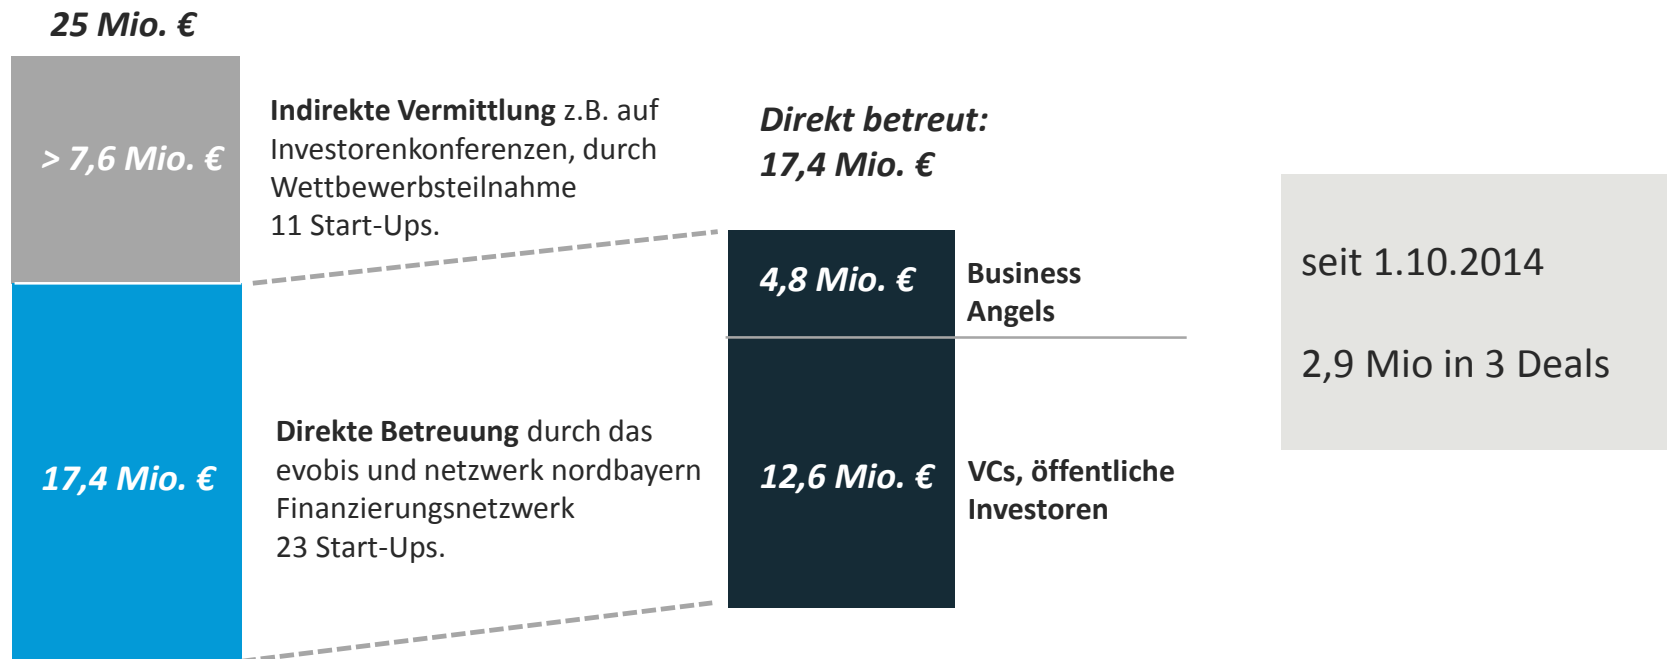 25 Mio. €
> 7,6 Mio. €
Indirekte Vermittlung z.B. auf
Investorenkonferenzen, durch
Wettbewerbsteilnahme
11 Start-Ups.
17,4 Mio. €
Direkte Betreuung durch das
evobis und netzwerk nordbayern
Finanzierungsnetzwerk
23 Start-Ups.
Direkt betreut:
17,4 Mio. €
4,8 Mio. €
Business
Angels
12,6 Mio. €
VCs, öffentliche
Investoren
seit 1.10.2014
2,9 Mio in 3 Deals